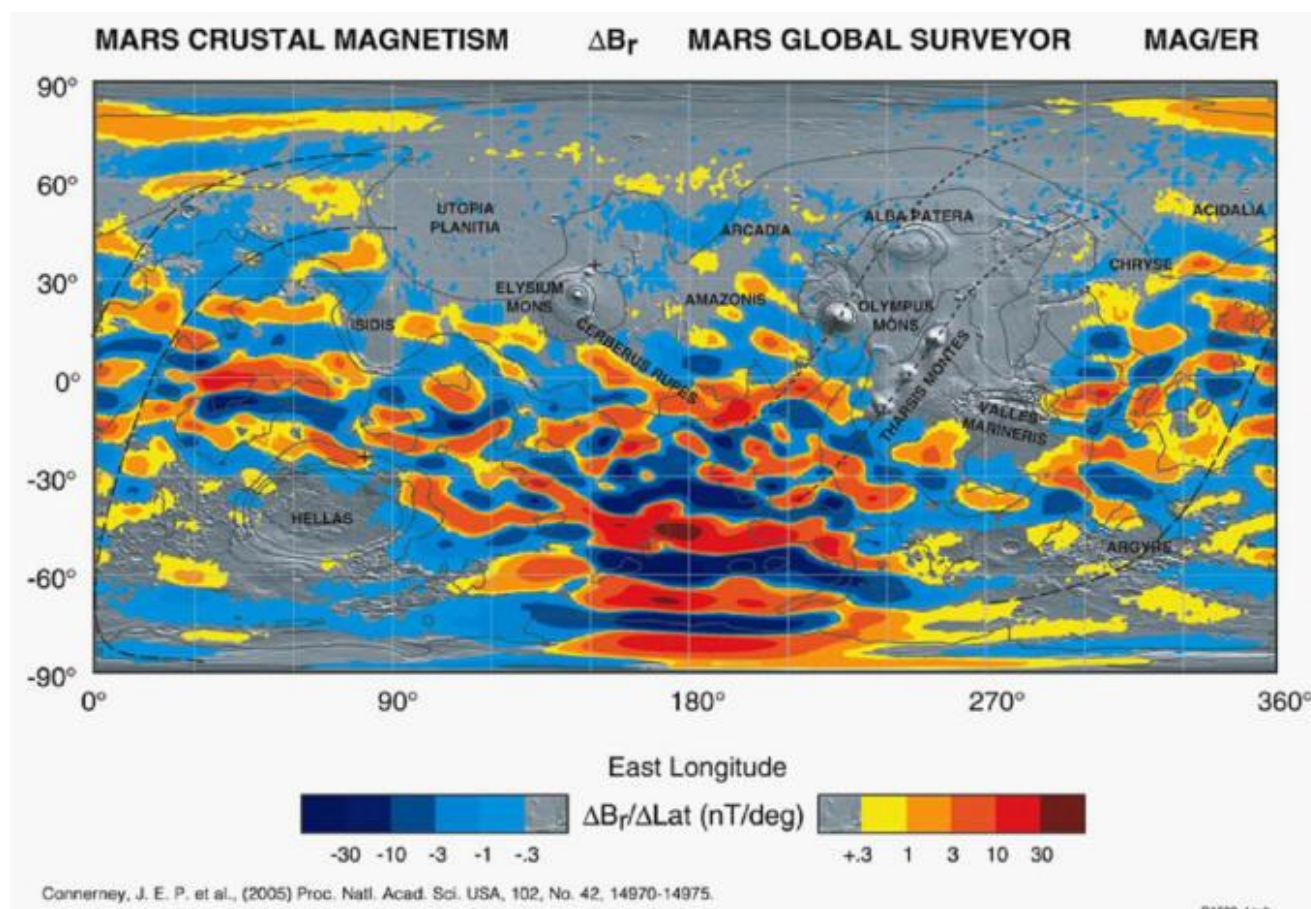 MARS CRUSTAL MAGNETISM ΔBr MARS GLOBAL SURVEYOR MAG/ER
90°
60°
30°
0°
-30°
-60°
-90°
UTOPIA
PLANITIA
ARCADIA
ALBA PATERA
ACIDALIA
CHRYSE
ELYSIUM
MONS
AMAZONIS
OLYMPUS
MONS
ISIDIS
CERBERUS RUPES
THARSIS MONTES
VALLES
MARINERIS
HELLAS
ARGYRE
0° 90° 180° 270° 360°
East Longitude
ΔBr/ΔLat (nT/deg)
-30 -10 -3 -1 -.3 +.3 1 3 10 30
Connerney, J. E. P. et al., (2005) Proc. Natl. Acad. Sci. USA, 102, No. 42, 14970-14975.